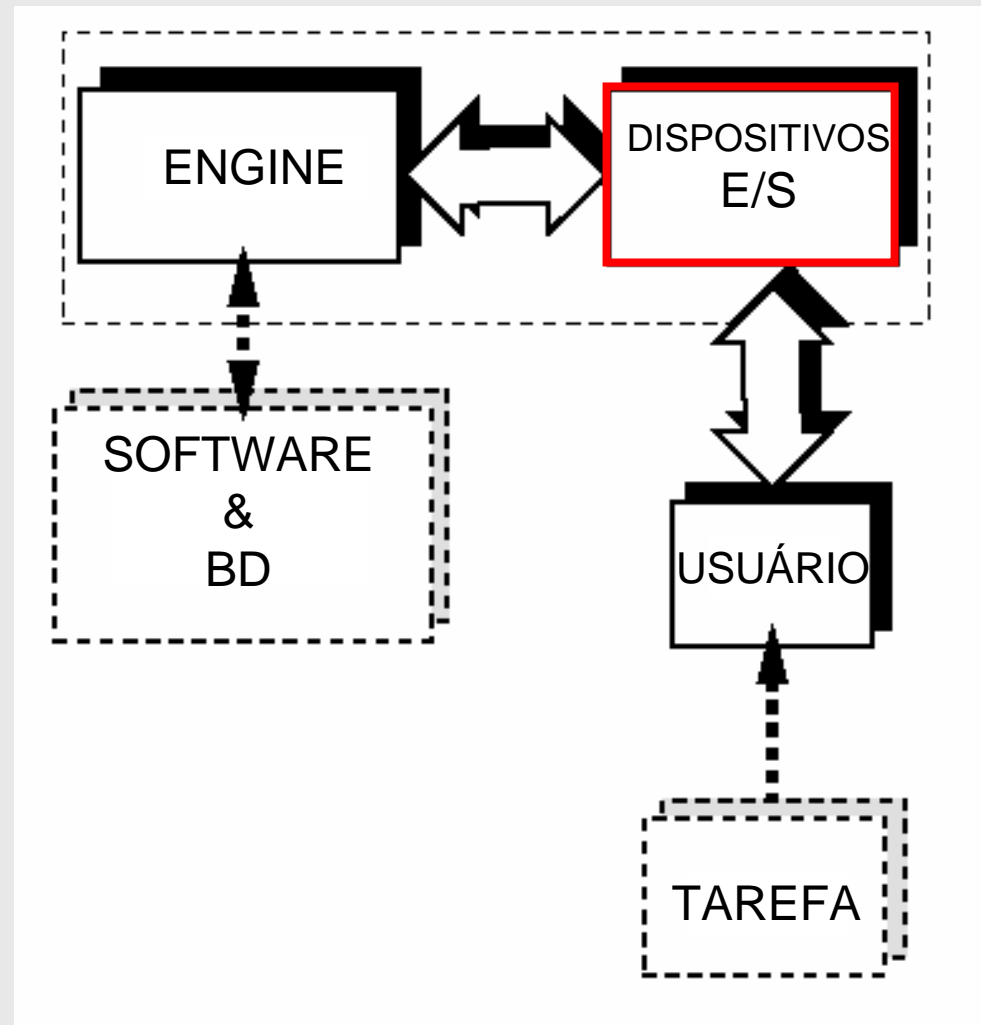 ENGINE
DISPOSITIVOS
E/S
SOFTWARE
&
BD
USUÁRIO
TAREFA